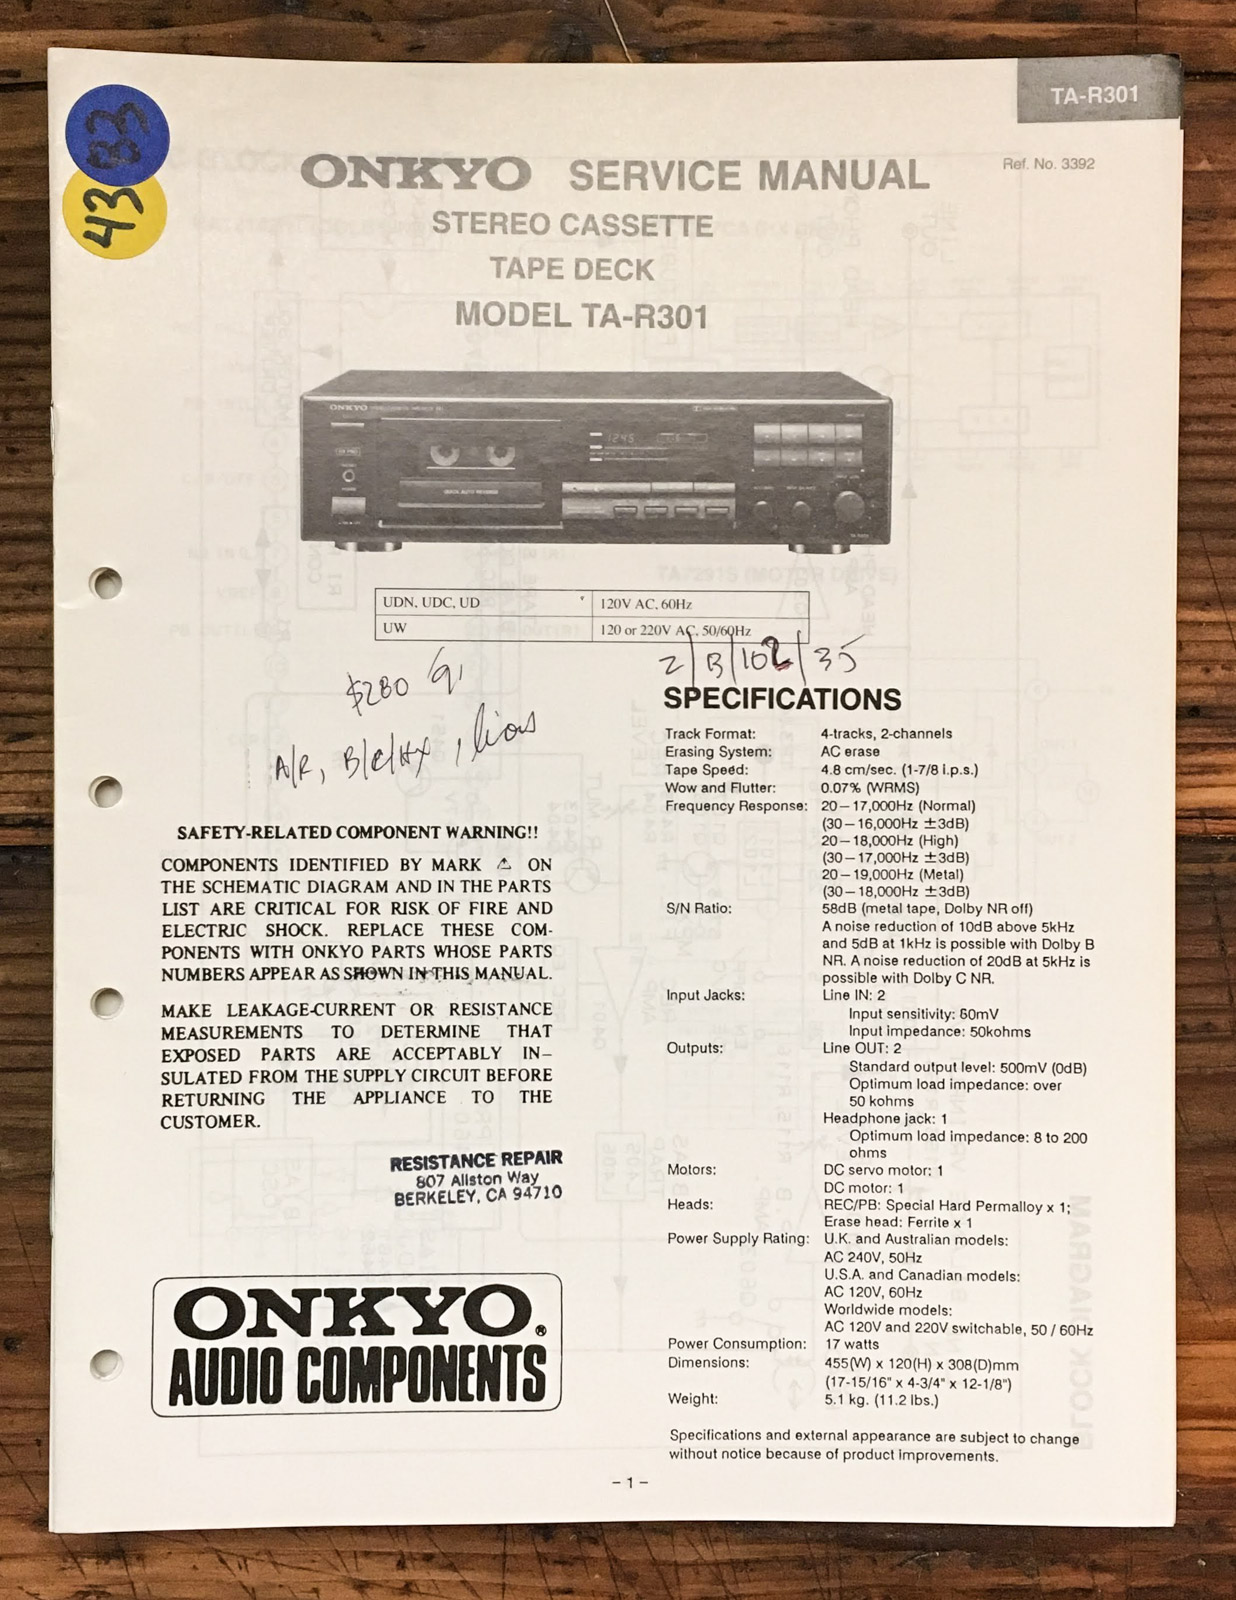 TA-R301
83
43
ONKYO SERVICE MANUAL
Ref. No. 3392
STEREO CASSETTE
TAPE DECK
MODEL TA-R301
ONKYO
1245
UDN, UDC, UD 120V AC, 60Hz
UW 120 or 220V AC, 50/60Hz
2/B/102/35
$280 '91
A/R, B/C/HX,
SPECIFICATIONS
Track Format: 4-tracks, 2-channels
Erasing System: AC erase
Tape Speed: 4.8 cm/sec. (1-7/8 i.p.s.)
Wow and Flutter: 0.07% (WRMS)
Frequency Response: 20–17,000Hz (Normal)
(30–16,000Hz ±3dB)
20–18,000Hz (High)
(30–17,000Hz ±3dB)
20–19,000Hz (Metal)
(30–18,000Hz ±3dB)
S/N Ratio: 58dB (metal tape, Dolby NR off)
A noise reduction of 10dB above 5kHz
and 5dB at 1kHz is possible with Dolby B
NR. A noise reduction of 20dB at 5kHz is
possible with Dolby C NR.
Input Jacks: Line IN: 2
Input sensitivity: 60mV
Input impedance: 50kohms
Outputs: Line OUT: 2
Standard output level: 500mV (0dB)
Optimum load impedance: over
50 kohms
Headphone jack: 1
Optimum load impedance: 8 to 200
ohms
Motors: DC servo motor: 1
DC motor: 1
Heads: REC/PB: Special Hard Permalloy x 1;
Erase head: Ferrite x 1
Power Supply Rating: U.K. and Australian models:
AC 240V, 50Hz
U.S.A. and Canadian models:
AC 120V, 60Hz
Worldwide models:
AC 120V and 220V switchable, 50 / 60Hz
Power Consumption: 17 watts
Dimensions: 455(W) x 120(H) x 308(D)mm
(17-15/16" x 4-3/4" x 12-1/8")
Weight: 5.1 kg. (11.2 lbs.)
Specifications and external appearance are subject to change
without notice because of product improvements.
SAFETY-RELATED COMPONENT WARNING!!
COMPONENTS IDENTIFIED BY MARK ⚠ ON
THE SCHEMATIC DIAGRAM AND IN THE PARTS
LIST ARE CRITICAL FOR RISK OF FIRE AND
ELECTRIC SHOCK. REPLACE THESE COM-
PONENTS WITH ONKYO PARTS WHOSE PARTS
NUMBERS APPEAR AS SHOWN IN THIS MANUAL.
MAKE LEAKAGE-CURRENT OR RESISTANCE
MEASUREMENTS TO DETERMINE THAT
EXPOSED PARTS ARE ACCEPTABLY IN-
SULATED FROM THE SUPPLY CIRCUIT BEFORE
RETURNING THE APPLIANCE TO THE
CUSTOMER.
RESISTANCE REPAIR
807 Allston Way
BERKELEY, CA 94710
ONKYO®
AUDIO COMPONENTS
– 1 –